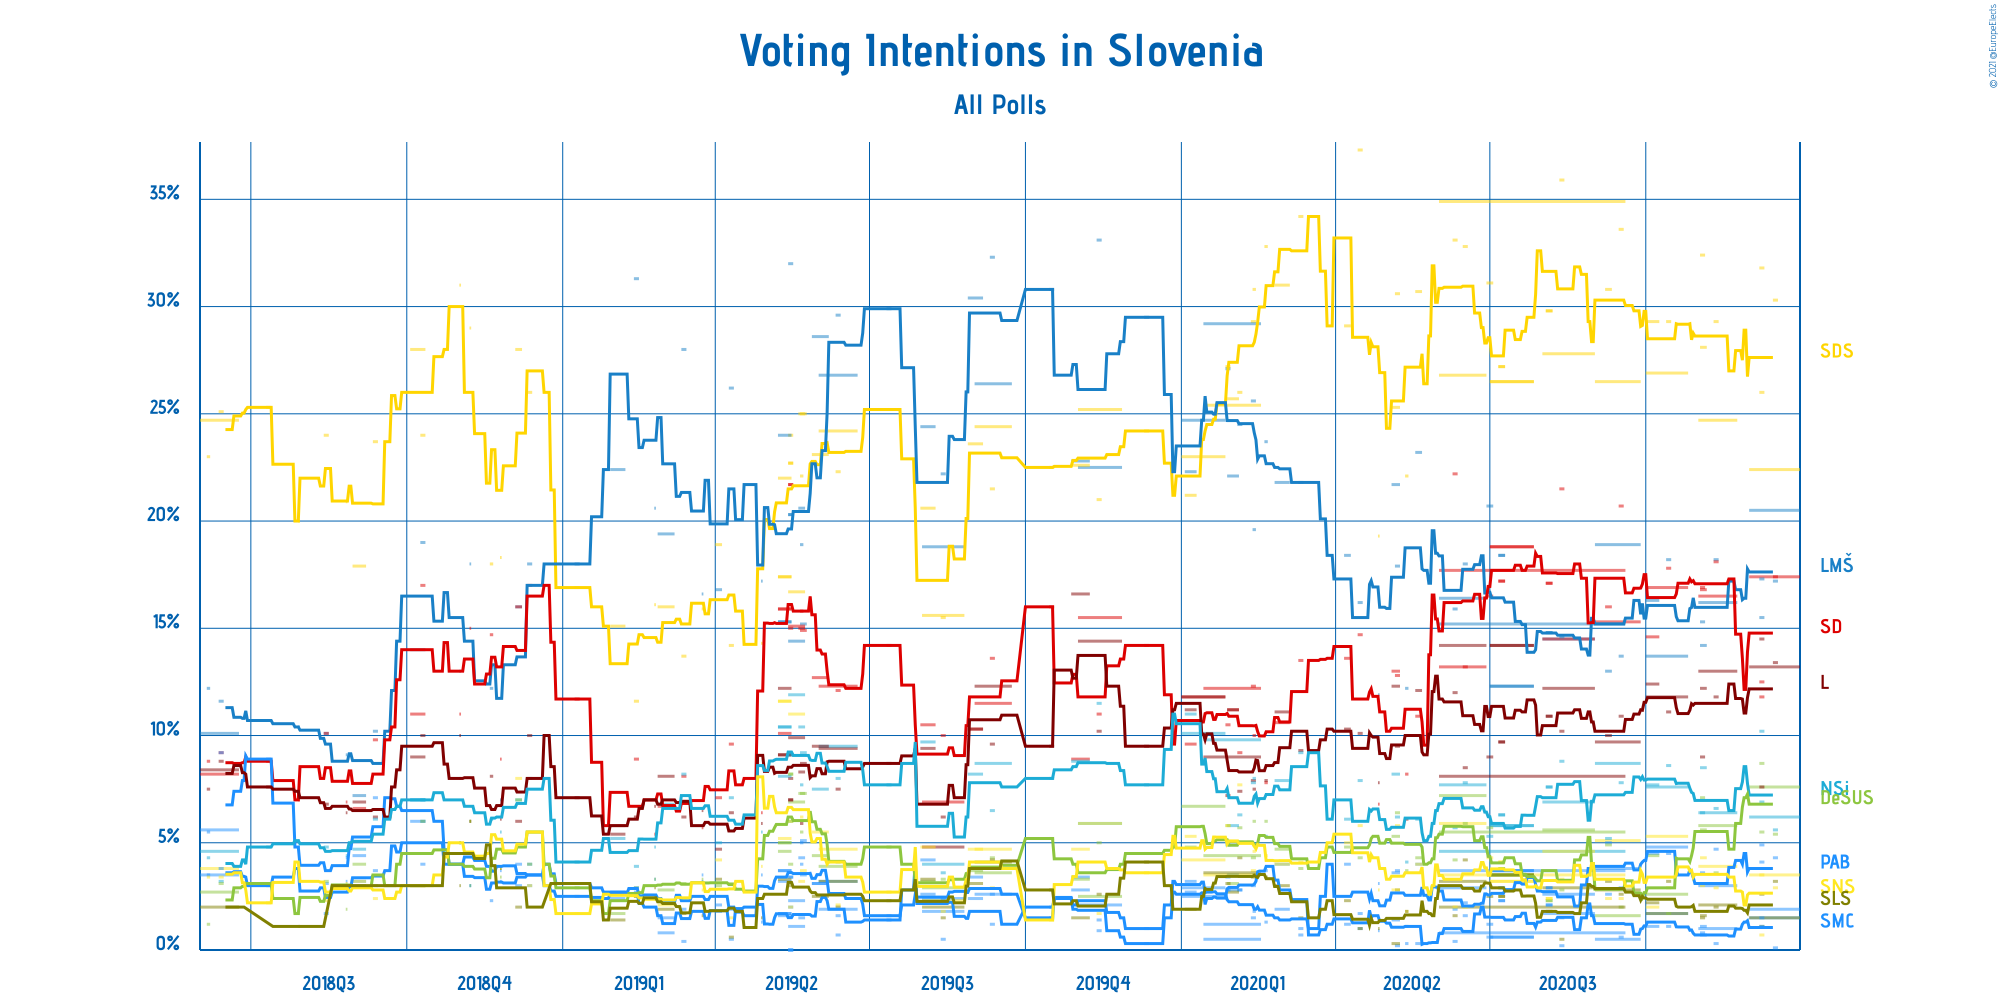 © 2021 @EuropeElects
Voting Intentions in Slovenia
All Polls
35%
30%
25%
20%
15%
10%
5%
0%
SDS
LMŠ
SD
L
NSi
DeSUS
PAB
SNS
SLS
SMC
2018Q3 2018Q4 2019Q1 2019Q2 2019Q3 2019Q4 2020Q1 2020Q2 2020Q3